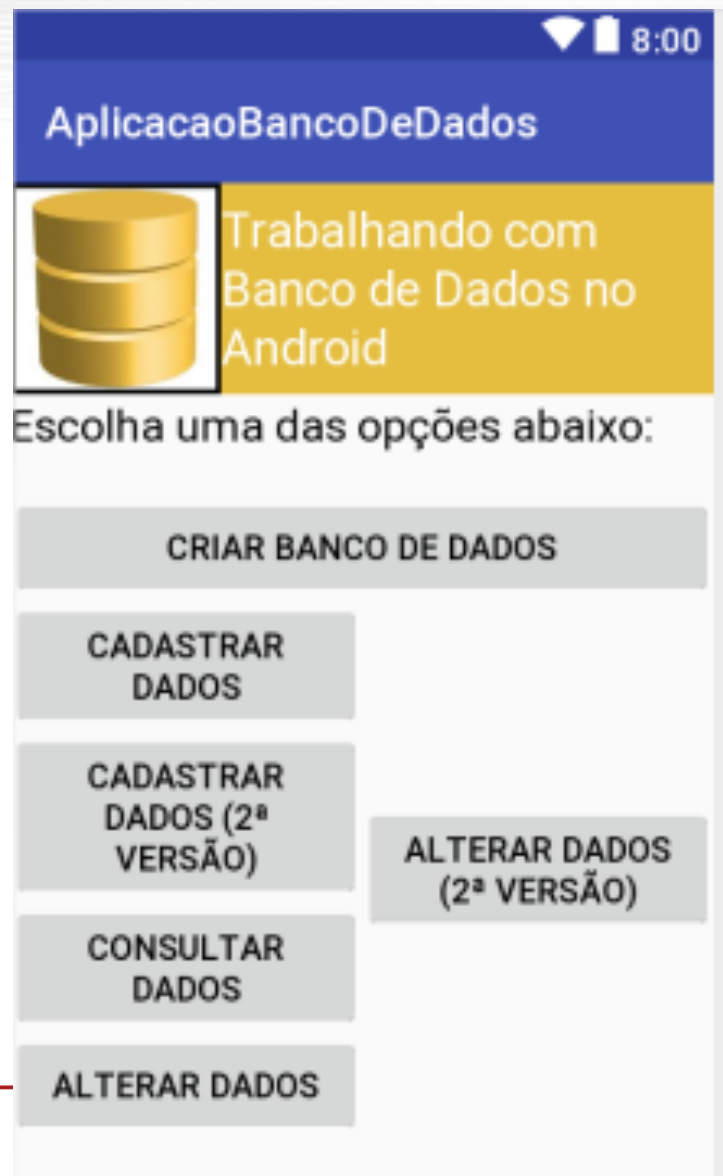 8:00
AplicacaoBancoDeDados
Trabalhando com
Banco de Dados no
Android
Escolha uma das opções abaixo:
CRIAR BANCO DE DADOS
CADASTRAR
DADOS
CADASTRAR
DADOS (2ª
VERSÃO)
CONSULTAR
DADOS
ALTERAR DADOS
ALTERAR DADOS
(2ª VERSÃO)